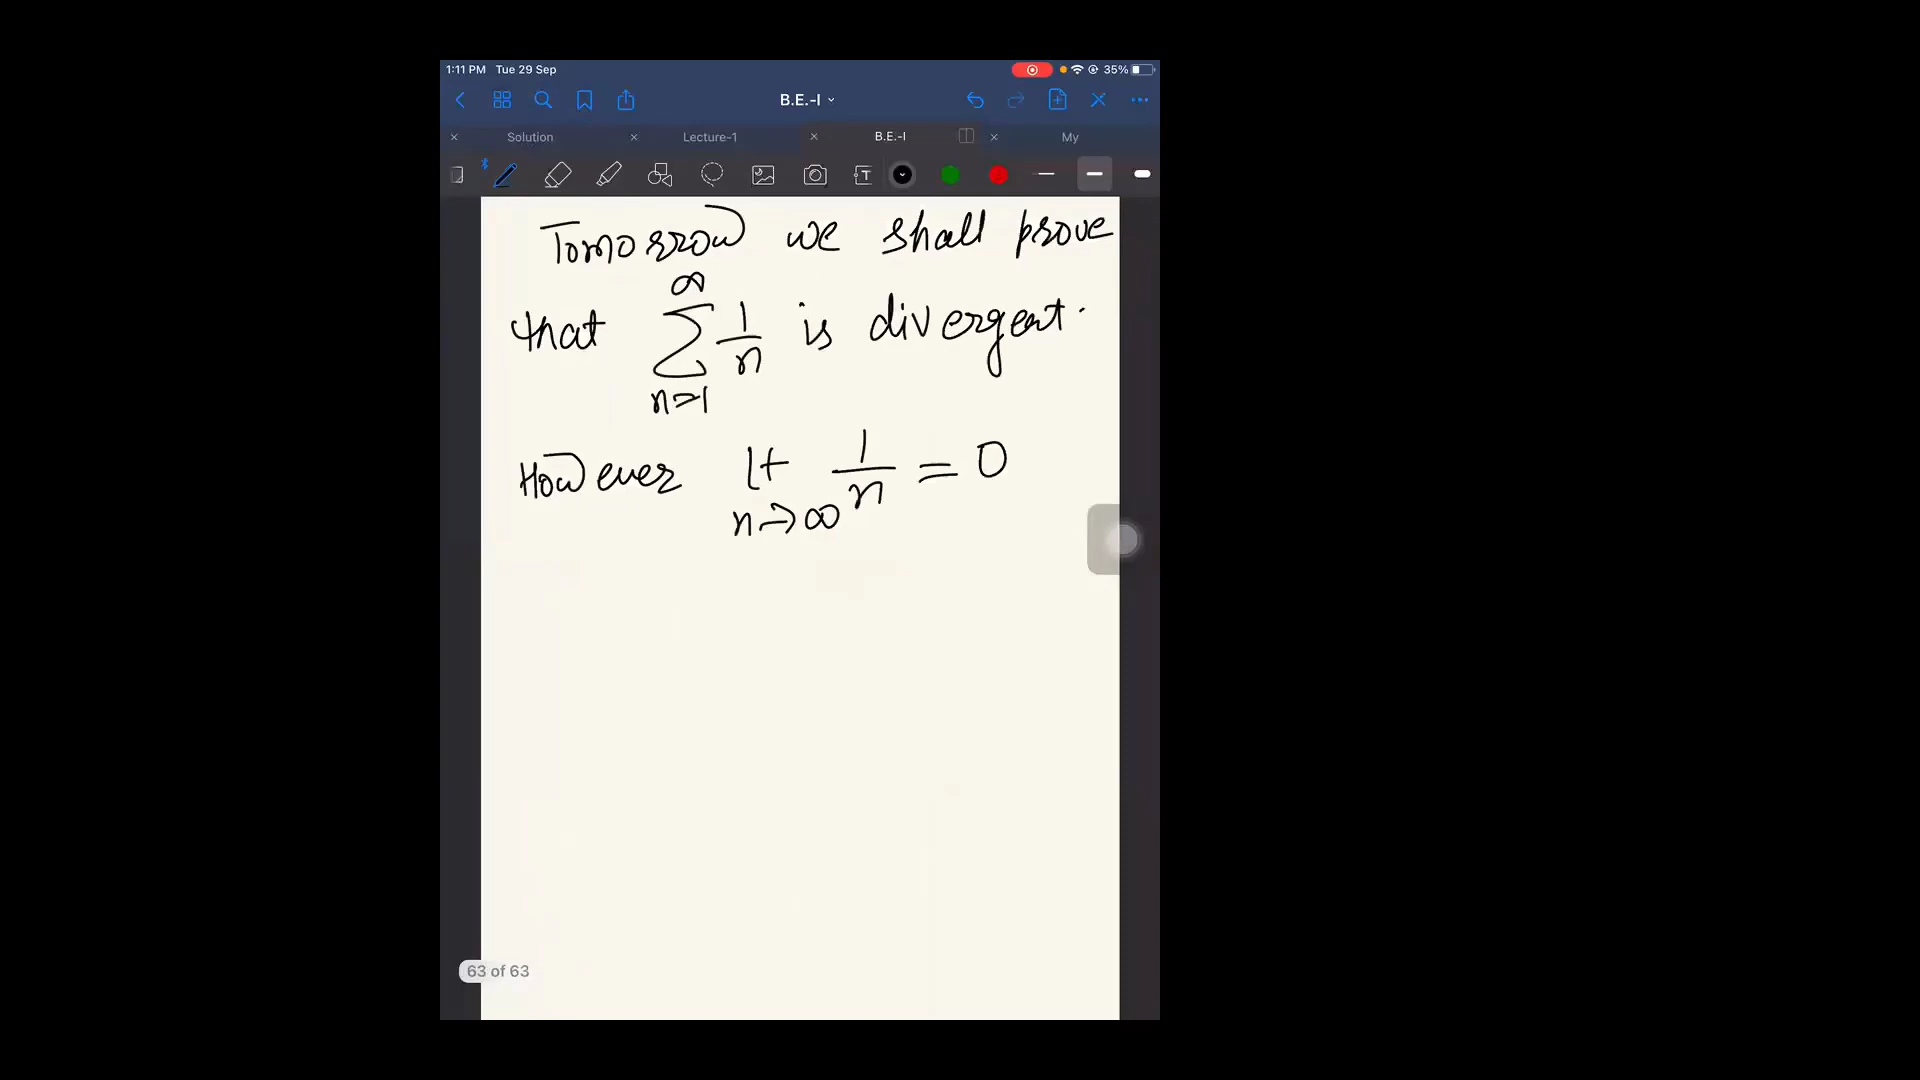 1:11 PM Tue 29 Sep 35%
B.E.-I
Solution Lecture-1 B.E.-I My
T
Tomorrow we shall prove
that ∞ ∑ n=1 1/n is divergent.
However lt n→∞ 1/n = 0
63 of 63